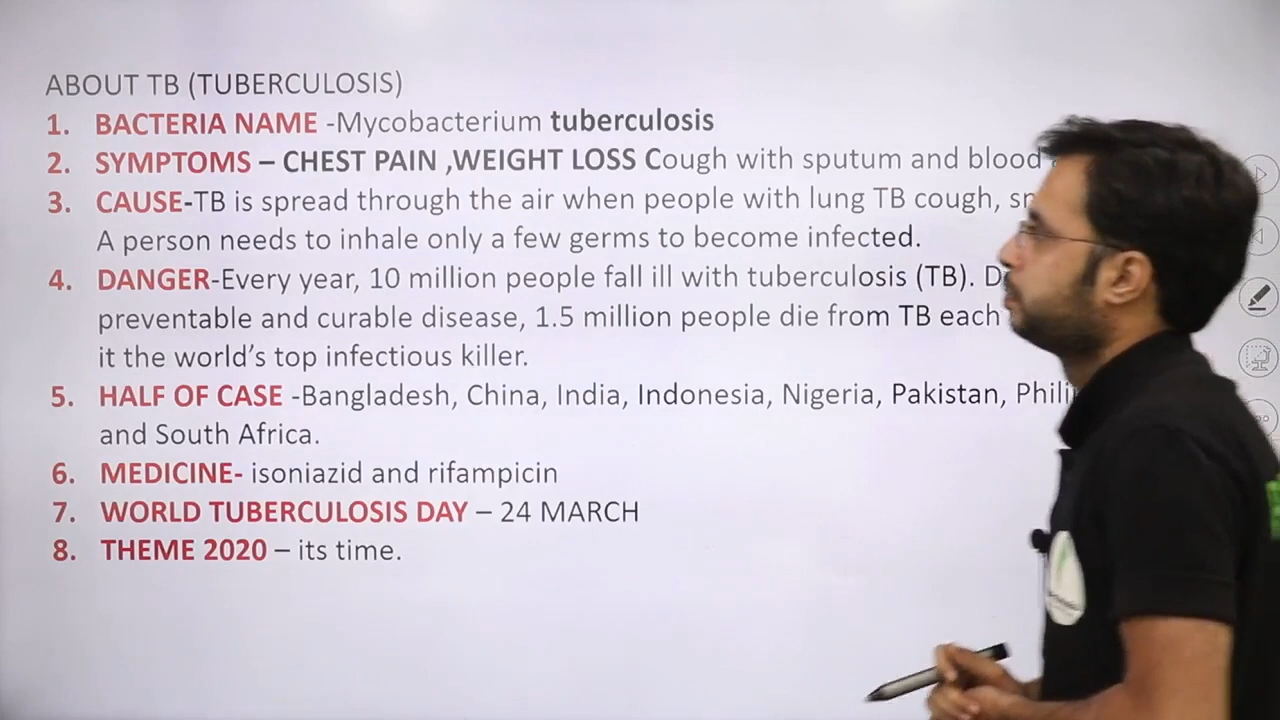 ABOUT TB (TUBERCULOSIS)
1. BACTERIA NAME -Mycobacterium tuberculosis
2. SYMPTOMS – CHEST PAIN ,WEIGHT LOSS Cough with sputum and blood
3. CAUSE-TB is spread through the air when people with lung TB cough,
A person needs to inhale only a few germs to become infected.
4. DANGER-Every year, 10 million people fall ill with tuberculosis (TB).
preventable and curable disease, 1.5 million people die from TB each
it the world’s top infectious killer.
5. HALF OF CASE -Bangladesh, China, India, Indonesia, Nigeria, Pakistan,
and South Africa.
6. MEDICINE- isoniazid and rifampicin
7. WORLD TUBERCULOSIS DAY – 24 MARCH
8. THEME 2020 – its time.